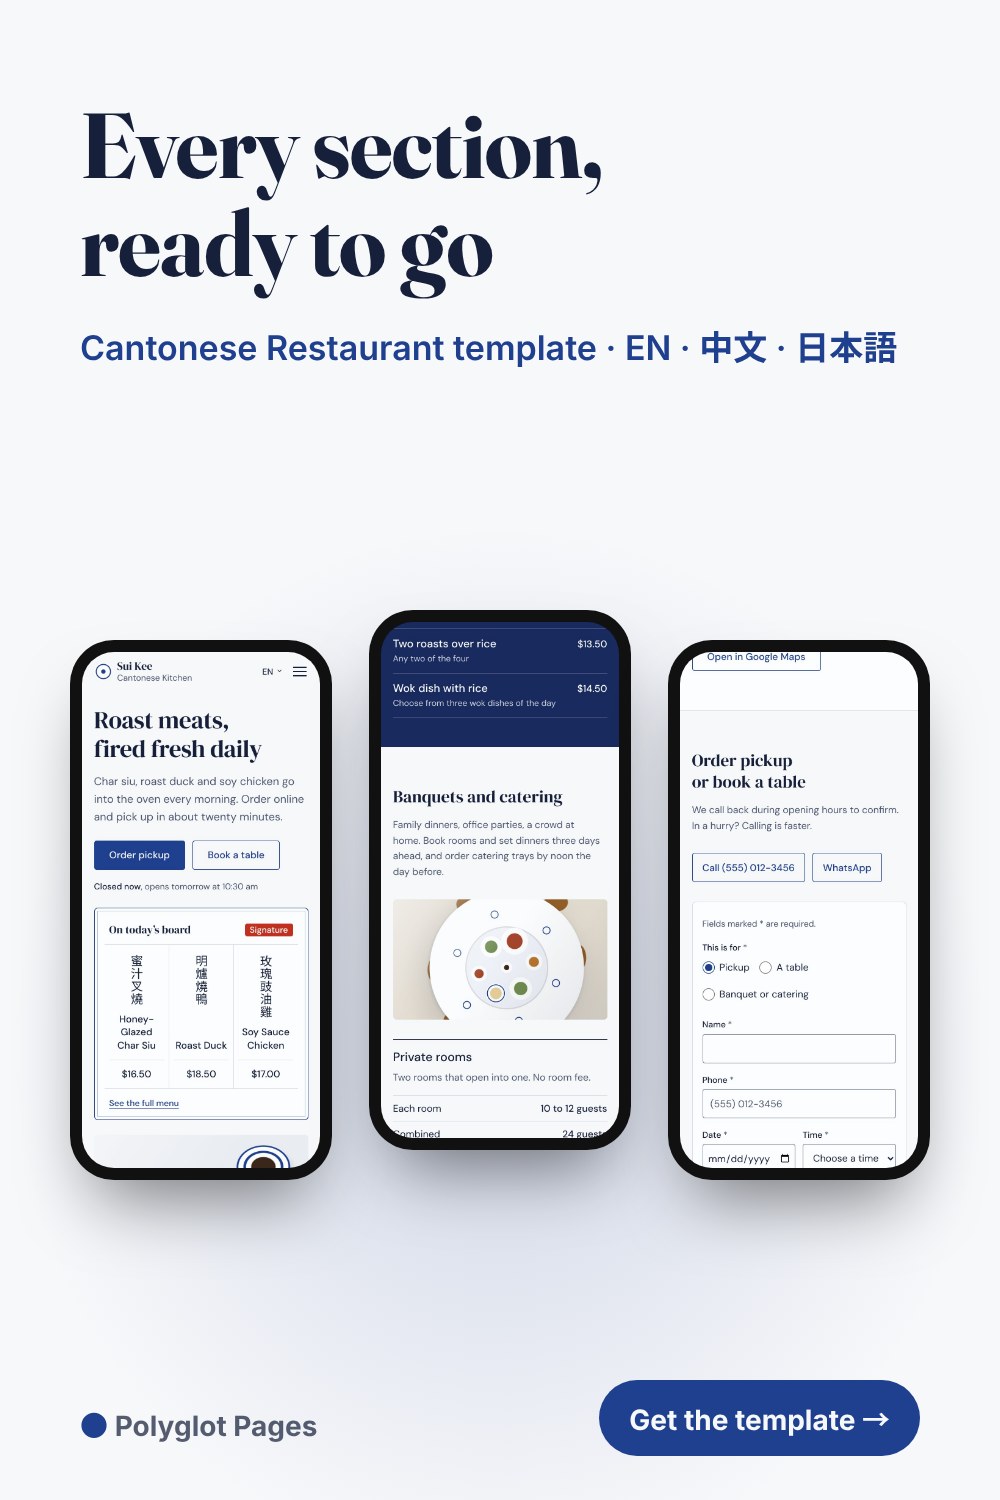 Every section,
ready to go
Cantonese Restaurant template · EN · 中文 · 日本語
Sui Kee
Cantonese Kitchen
EN
Roast meats,
fired fresh daily
Char siu, roast duck and soy chicken go
into the oven every morning. Order online
and pick up in about twenty minutes.
Order pickup
Book a table
Closed now, opens tomorrow at 10:30 am
On today's board
Signature
蜜汁叉燒
Honey-
Glazed
Char Siu
$16.50
明爐燒鴨
Roast Duck
$18.50
玫瑰豉油雞
Soy Sauce
Chicken
$17.00
See the full menu
Two roasts over rice
$13.50
Any two of the four
Wok dish with rice
$14.50
Choose from three wok dishes of the day
Banquets and catering
Family dinners, office parties, a crowd at
home. Book rooms and set dinners three days
ahead, and order catering trays by noon the
day before.
Private rooms
Two rooms that open into one. No room fee.
Each room
10 to 12 guests
Combined
24 guests
Open in Google Maps
Order pickup
or book a table
We call back during opening hours to confirm.
In a hurry? Calling is faster.
Call (555) 012-3456
WhatsApp
Fields marked * are required.
This is for *
Pickup
A table
Banquet or catering
Name *
Phone *
(555) 012-3456
Date *
Time *
mm/dd/yyyy
Choose a time
Polyglot Pages
Get the template →